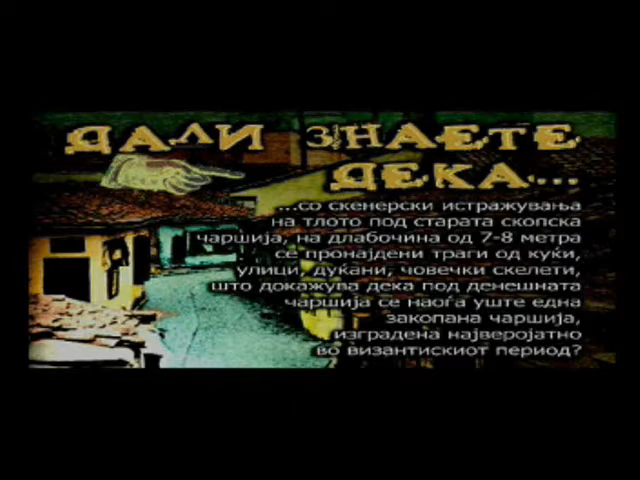 ДАЛИ ЗНАЕТЕ
ДЕКА...
...со скенерски истражувања
на тлото под старата скопска
чаршија, на длабочина од 7-8 метра
се пронајдени траги од куќи,
улици, дуќани, човечки скелети,
што докажува дека под денешната
чаршија се наоѓа уште една
закопана чаршија,
изградена најверојатно
во византискиот период?